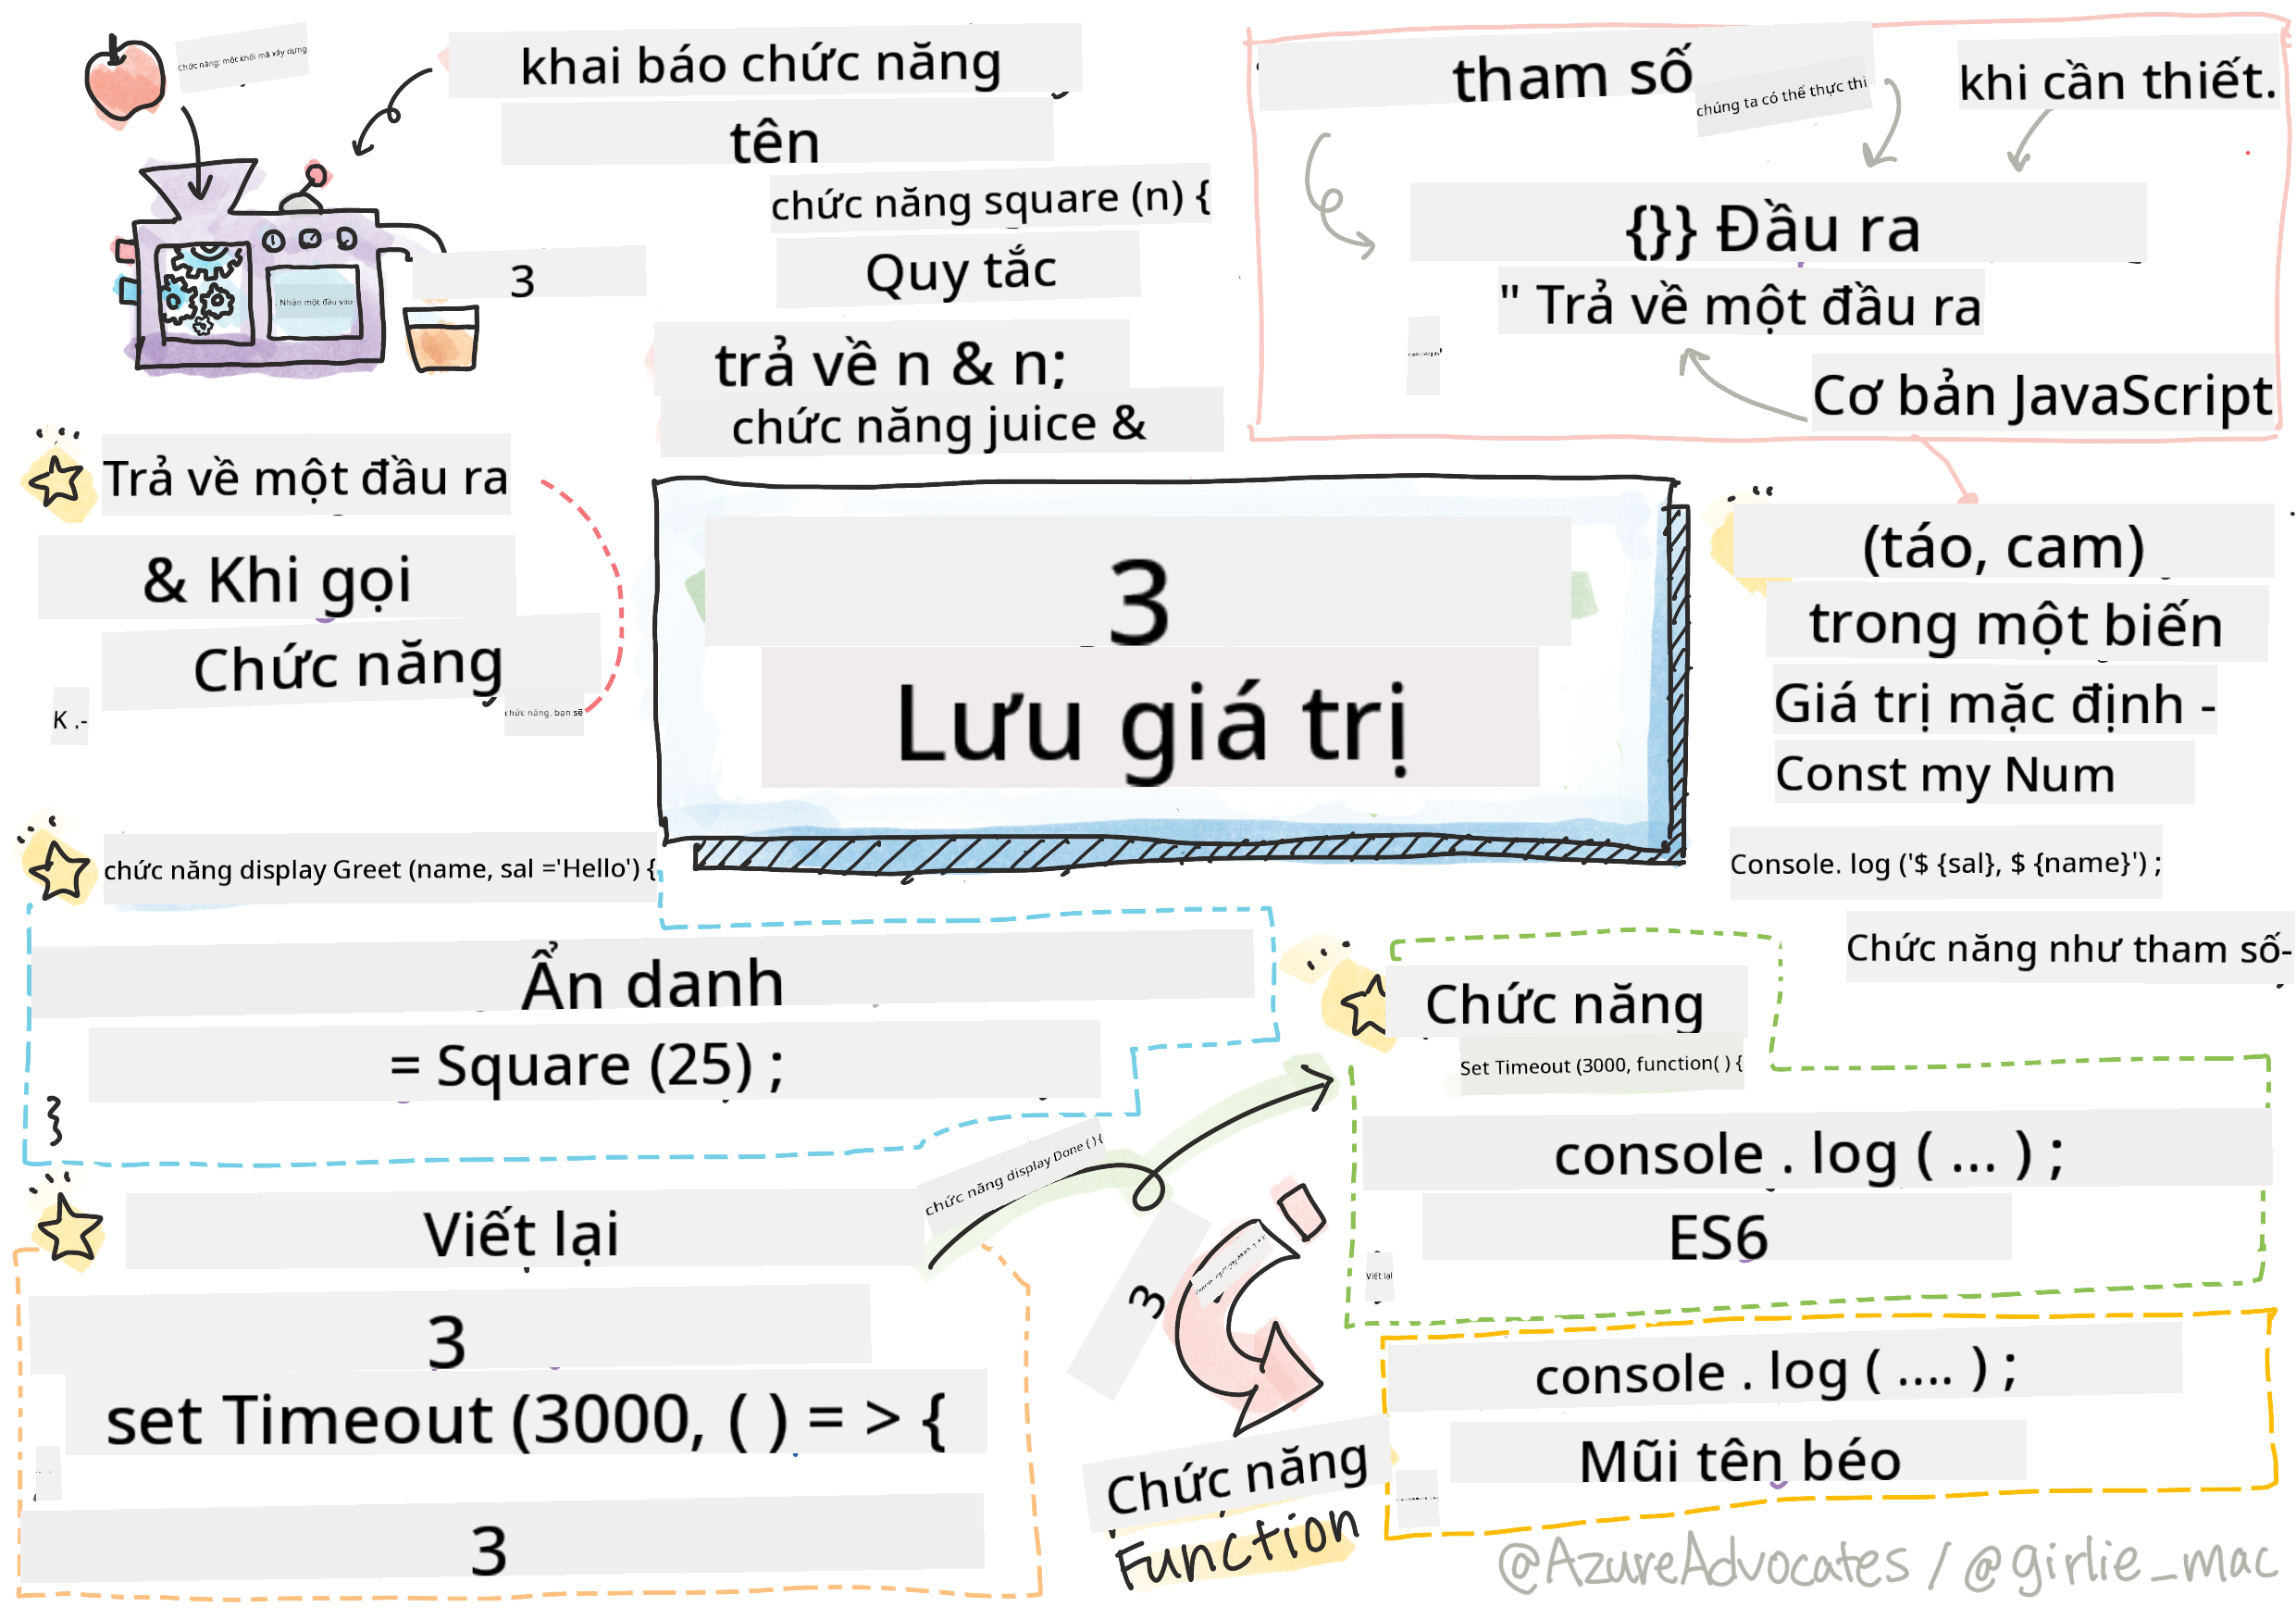 Chức năng: một khối mã xây dựng
khai báo chức năng
tên
chức năng square (n) {
Quy tắc
trả về n & n;
chức năng juice &
3
Nhận một đầu vào
tham số
chúng ta có thể thực thi
khi cần thiết.
{}} Đầu ra
" Trả về một đầu ra
Cơ bản JavaScript
Trả về một đầu ra
& Khi gọi
Chức năng
K .-
chức năng. bạn sẽ
3
Lưu giá trị
(táo, cam)
trong một biến
Giá trị mặc định -
Const my Num
Console. log ('$ {sal}, $ {name}') ;
Chức năng như tham số-
chức năng display Greet (name, sal ='Hello') {
Ẩn danh
= Square (25) ;
}
Chức năng
Set Timeout (3000, function( ) {
console . log ( ... ) ;
ES6
Viết lại
chức năng display Done ( ) {
Viết lại
3
set Timeout (3000, ( ) = > {
3
3
Chức năng
Function
console . log ( .... ) ;
Mũi tên béo
@AzureAdvocates / @girlie_mac